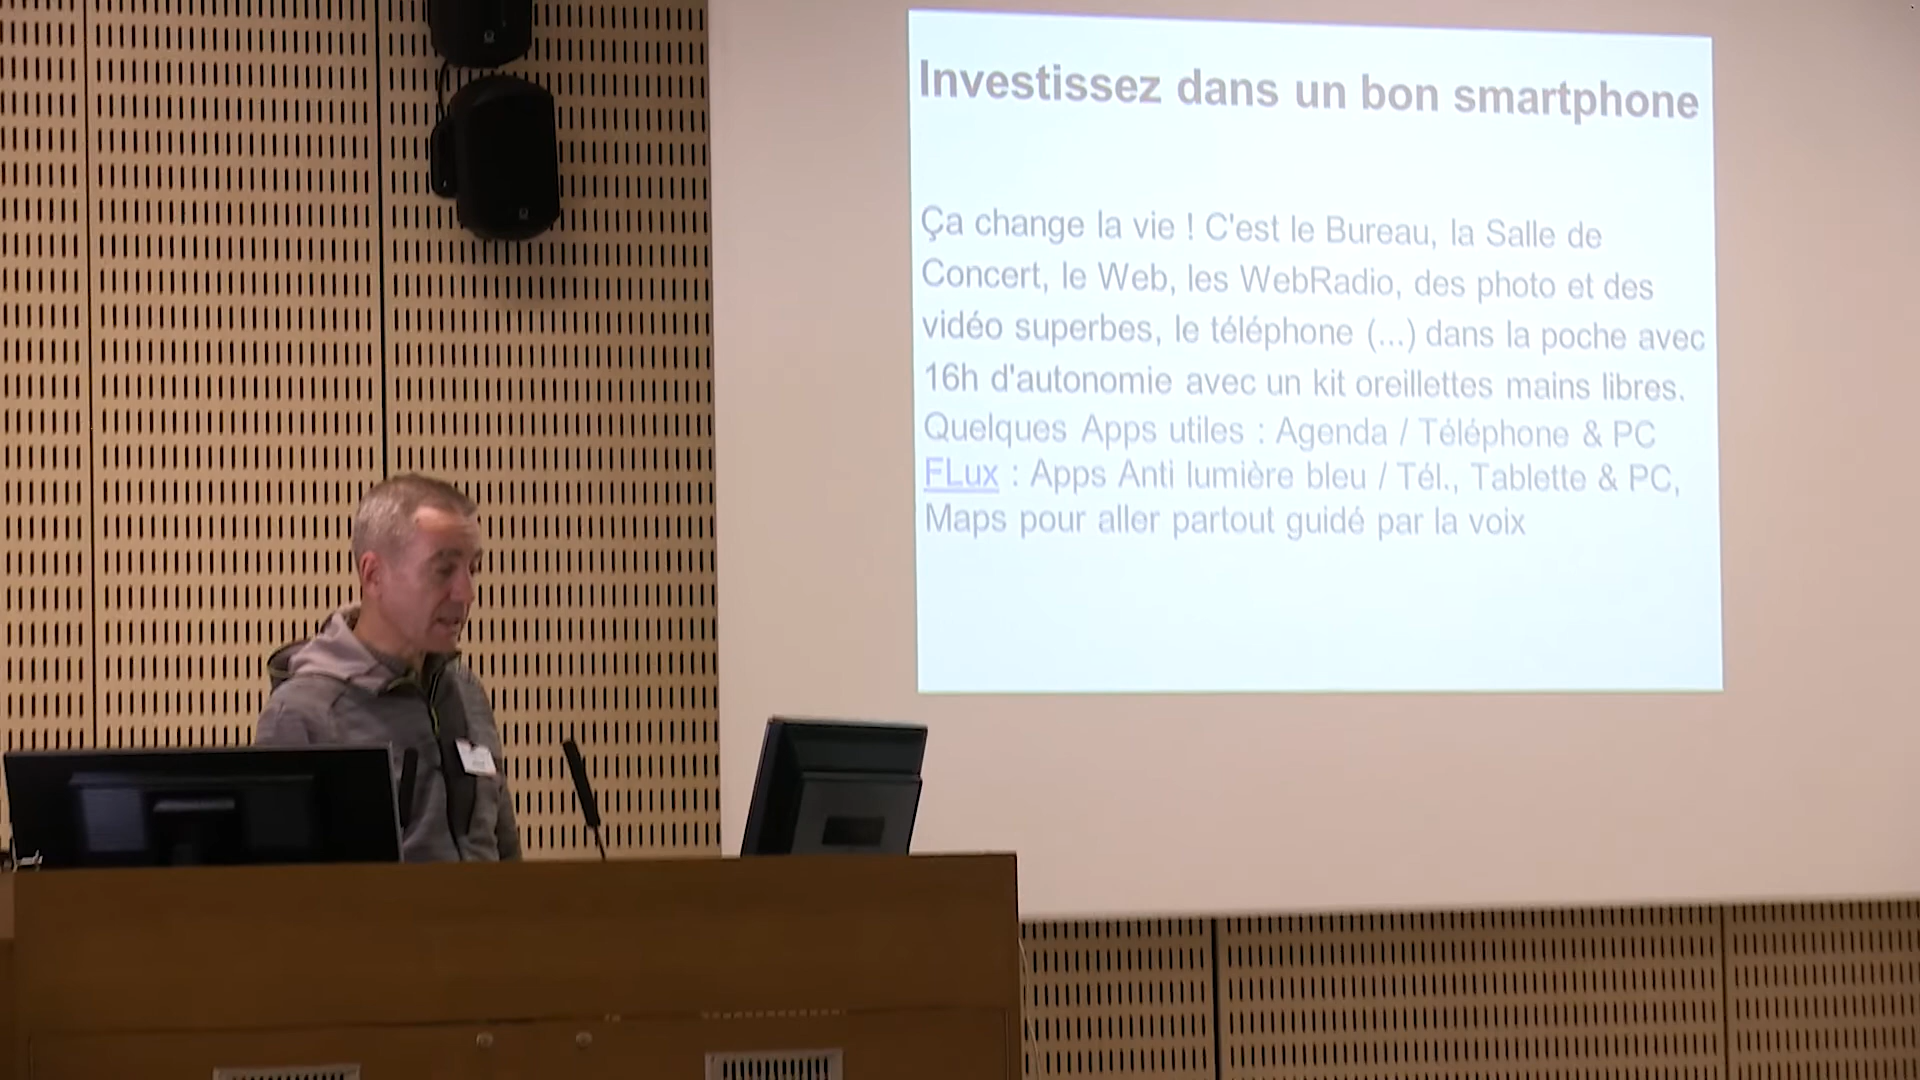 Investissez dans un bon smartphone
Ça change la vie ! C'est le Bureau, la Salle de
Concert, le Web, les WebRadio, des photo et des
vidéo superbes, le téléphone (...) dans la poche avec
16h d'autonomie avec un kit oreillettes mains libres.
Quelques Apps utiles : Agenda / Téléphone & PC
FLux : Apps Anti lumière bleu / Tél., Tablette & PC,
Maps pour aller partout guidé par la voix